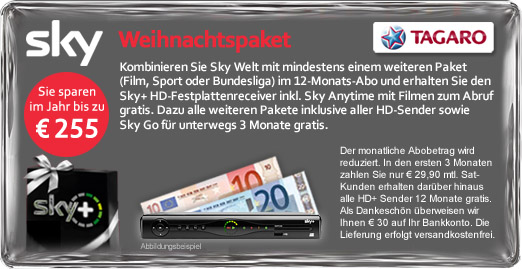 sky
Weihnachtspaket
TAGARO
Kombinieren Sie Sky Welt mit mindestens einem weiteren Paket
(Film, Sport oder Bundesliga) im 12-Monats-Abo und erhalten Sie den
Sky+ HD-Festplattenreceiver inkl. Sky Anytime mit Filmen zum Abruf
gratis. Dazu alle weiteren Pakete inklusive aller HD-Sender sowie
Sky Go für unterwegs 3 Monate gratis.
Sie sparen
im Jahr bis zu
€ 255
Der monatliche Abobetrag wird
reduziert. In den ersten 3 Monaten
zahlen Sie nur € 29,90 mtl. Sat-
Kunden erhalten darüber hinaus
alle HD+ Sender 12 Monate gratis.
Als Dankeschön überweisen wir
Ihnen € 30 auf Ihr Bankkonto. Die
Lieferung erfolgt versandkostenfrei.
sky+
10
20
sky+
Abbildungsbeispiel